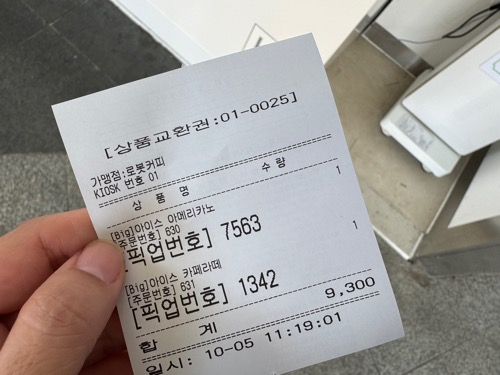 [상품교환권:01-0025]
가맹점:로봇커피
KIOSK 번호 01
상 품 명 수 량
[Big]아이스 아메리카노 1
[주문번호] 630
[픽업번호] 7563
[Big]아이스 카페라떼 1
[주문번호] 631
[픽업번호] 1342
합 계 9,300
일시: 10-05 11:19:01